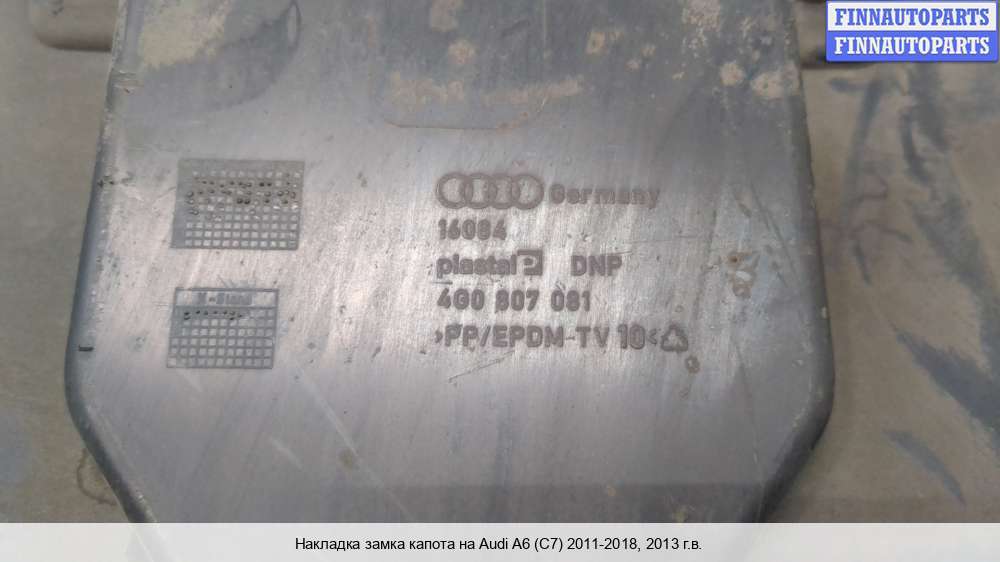 FINNAUTOPARTS
FINNAUTOPARTS
Germany
16084
plastal P DNP
4G0 807 081
>PP/EPDM-TV 10<
Накладка замка капота на Audi A6 (C7) 2011-2018, 2013 г.в.